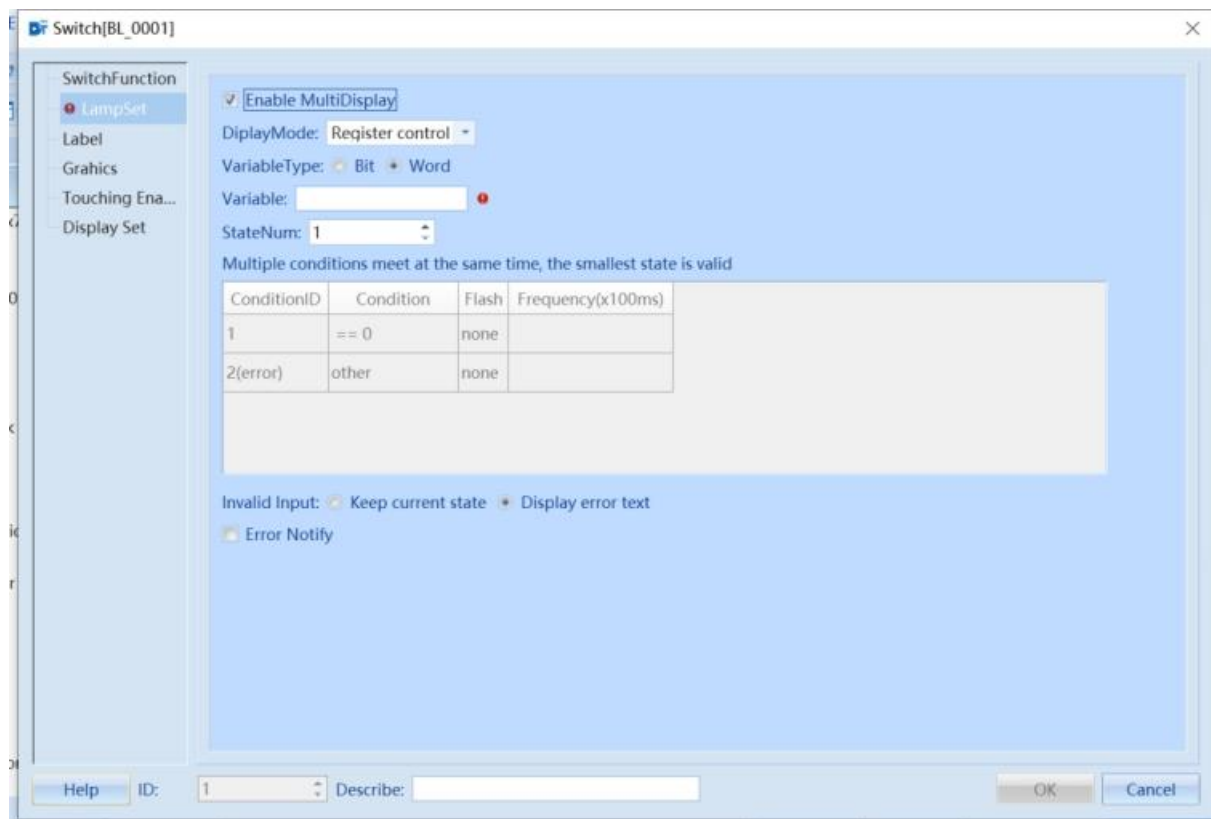 Switch[BL_0001]
SwitchFunction
LampSet
Label
Grahics
Touching Ena...
Display Set
Enable MultiDisplay
DiplayMode: Register control
VariableType: Bit Word
Variable:
StateNum: 1
Multiple conditions meet at the same time, the smallest state is valid
ConditionID Condition Flash Frequency(x100ms)
1 == 0 none
2(error) other none
Invalid Input: Keep current state Display error text
Error Notify
Help ID: 1 Describe: OK Cancel